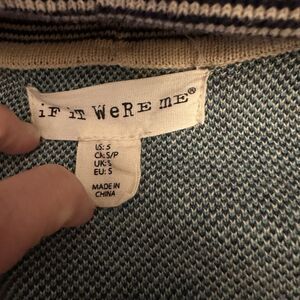 iF iT WeRE ME®
US: S
CA: S/P
UK: S
EU: S
MADE IN
CHINA